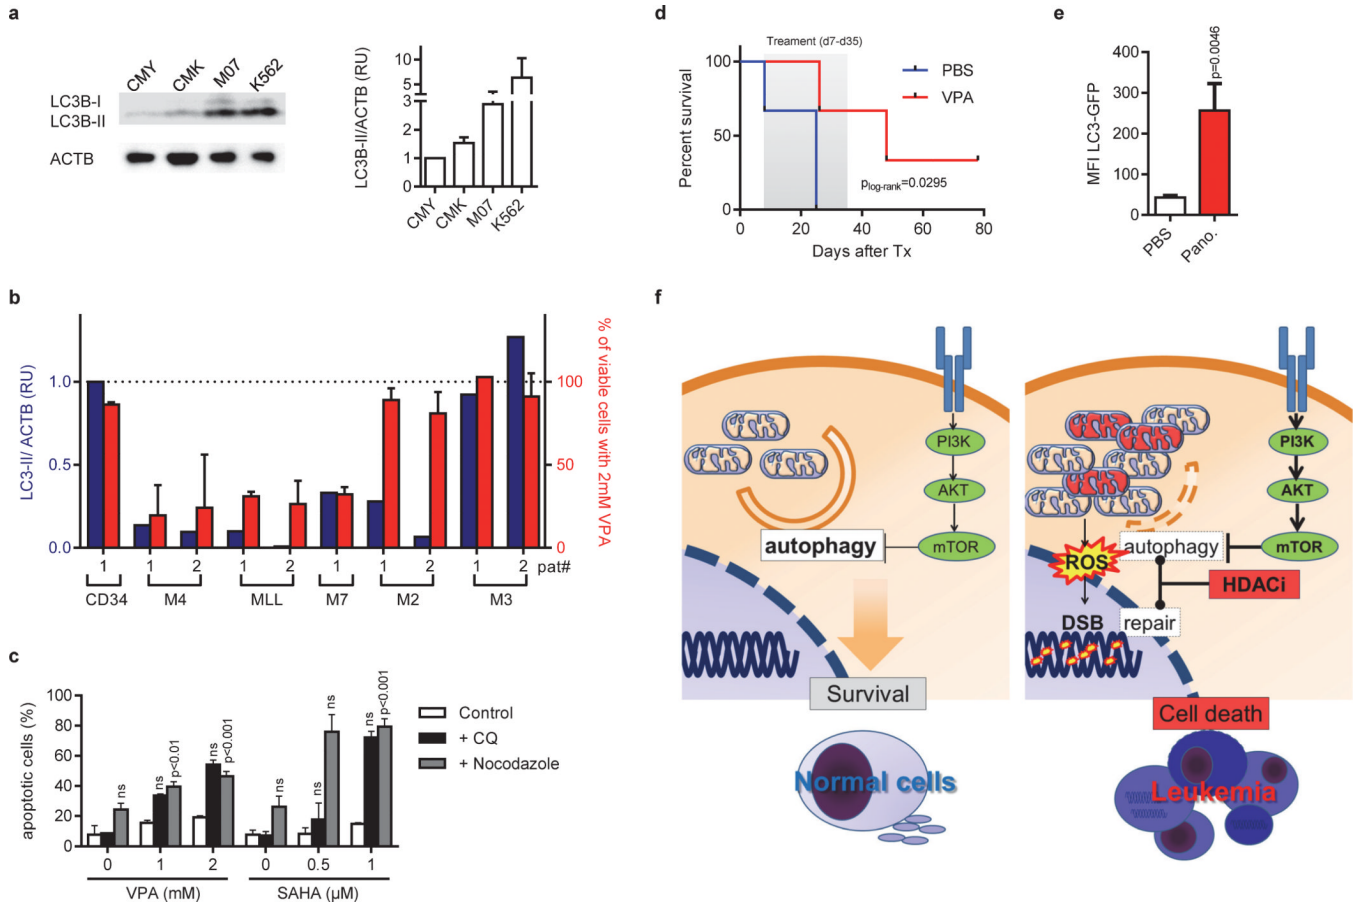 a
CMY
CMK
M07
K562
LC3B-I
LC3B-II
ACTB
LC3B-II/ACTB (RU)
10
5
3
2
1
0
CMY
CMK
M07
K562
b
LC3-II/ ACTB (RU)
1.0
0.5
0.0
% of viable cells with 2mM VPA
100
50
0
1
1
2
1
2
1
1
2
1
2
pat#
CD34
M4
MLL
M7
M2
M3
c
apoptotic cells (%)
100
80
60
40
20
0
ns
ns
p<0.01
ns
p<0.001
ns
ns
ns
ns
p<0.001
Control
+ CQ
+ Nocodazole
0
1
2
0
0.5
1
VPA (mM)
SAHA (µM)
d
Treament (d7-d35)
Percent survival
100
50
0
PBS
VPA
plog-rank=0.0295
0
20
40
60
80
Days after Tx
e
MFI LC3-GFP
400
300
200
100
0
p=0.0046
PBS
Pano.
f
PI3K
AKT
mTOR
autophagy
Survival
Normal cells
PI3K
AKT
mTOR
autophagy
ROS
HDACi
DSB
repair
Cell death
Leukemia